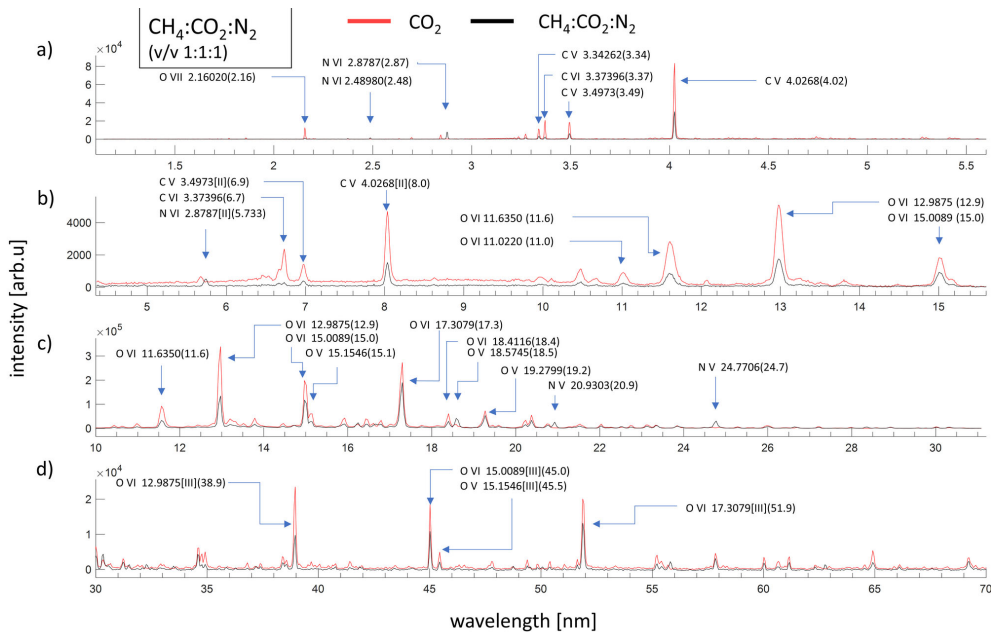 CH₄:CO₂:N₂
(v/v 1:1:1)
CO₂
CH₄:CO₂:N₂
a)
×10⁴
O VII 2.16020(2.16)
N VI 2.8787(2.87)
N VI 2.48980(2.48)
C V 3.34262(3.34)
C VI 3.37396(3.37)
C V 3.4973(3.49)
C V 4.0268(4.02)
8
6
4
2
0
1.5
2
2.5
3
3.5
4
4.5
5
5.5
b)
C V 3.4973[II](6.9)
C VI 3.37396(6.7)
N VI 2.8787[II](5.733)
C V 4.0268[II](8.0)
O VI 11.6350 (11.6)
O VI 11.0220 (11.0)
O VI 12.9875 (12.9)
O VI 15.0089 (15.0)
4000
2000
0
5
6
7
8
9
10
11
12
13
14
15
intensity [arb.u]
c)
×10⁵
O VI 11.6350(11.6)
O VI 12.9875(12.9)
O VI 15.0089(15.0)
O V 15.1546(15.1)
O VI 17.3079(17.3)
O VI 18.4116(18.4)
O V 18.5745(18.5)
O V 19.2799(19.2)
N V 20.9303(20.9)
N V 24.7706(24.7)
3
2
1
0
10
12
14
16
18
20
22
24
26
28
30
d)
×10⁴
O VI 12.9875[III](38.9)
O VI 15.0089[III](45.0)
O V 15.1546[III](45.5)
O VI 17.3079[III](51.9)
2
1
0
30
35
40
45
50
55
60
65
70
wavelength [nm]